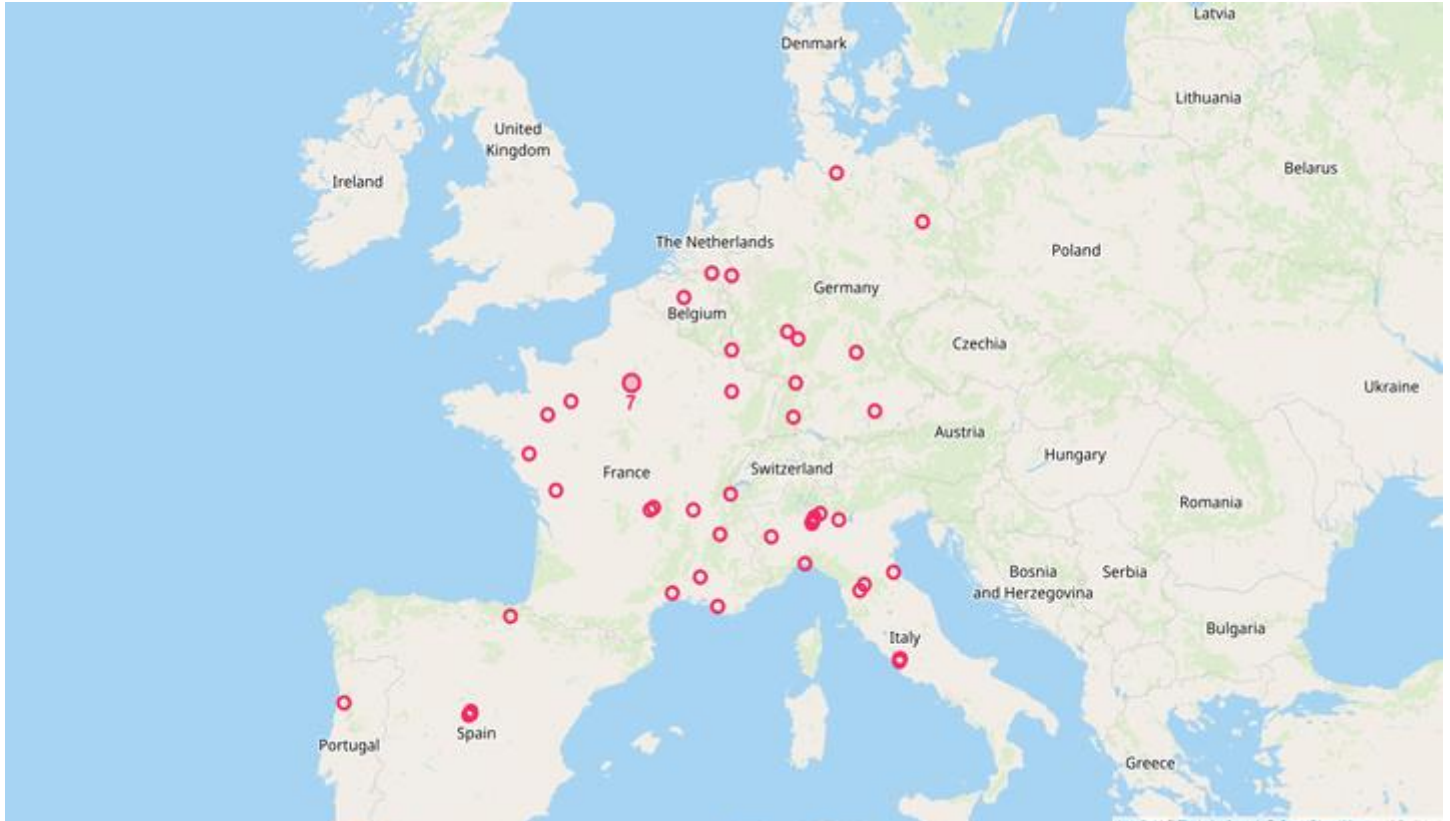 Latvia
Denmark
Lithuania
United
Kingdom
Belarus
Ireland
The Netherlands
Poland
Germany
Belgium
Czechia
7
Ukraine
Austria
Hungary
France
Switzerland
Romania
Bosnia
and Herzegovina
Serbia
Bulgaria
Italy
Spain
Portugal
Greece